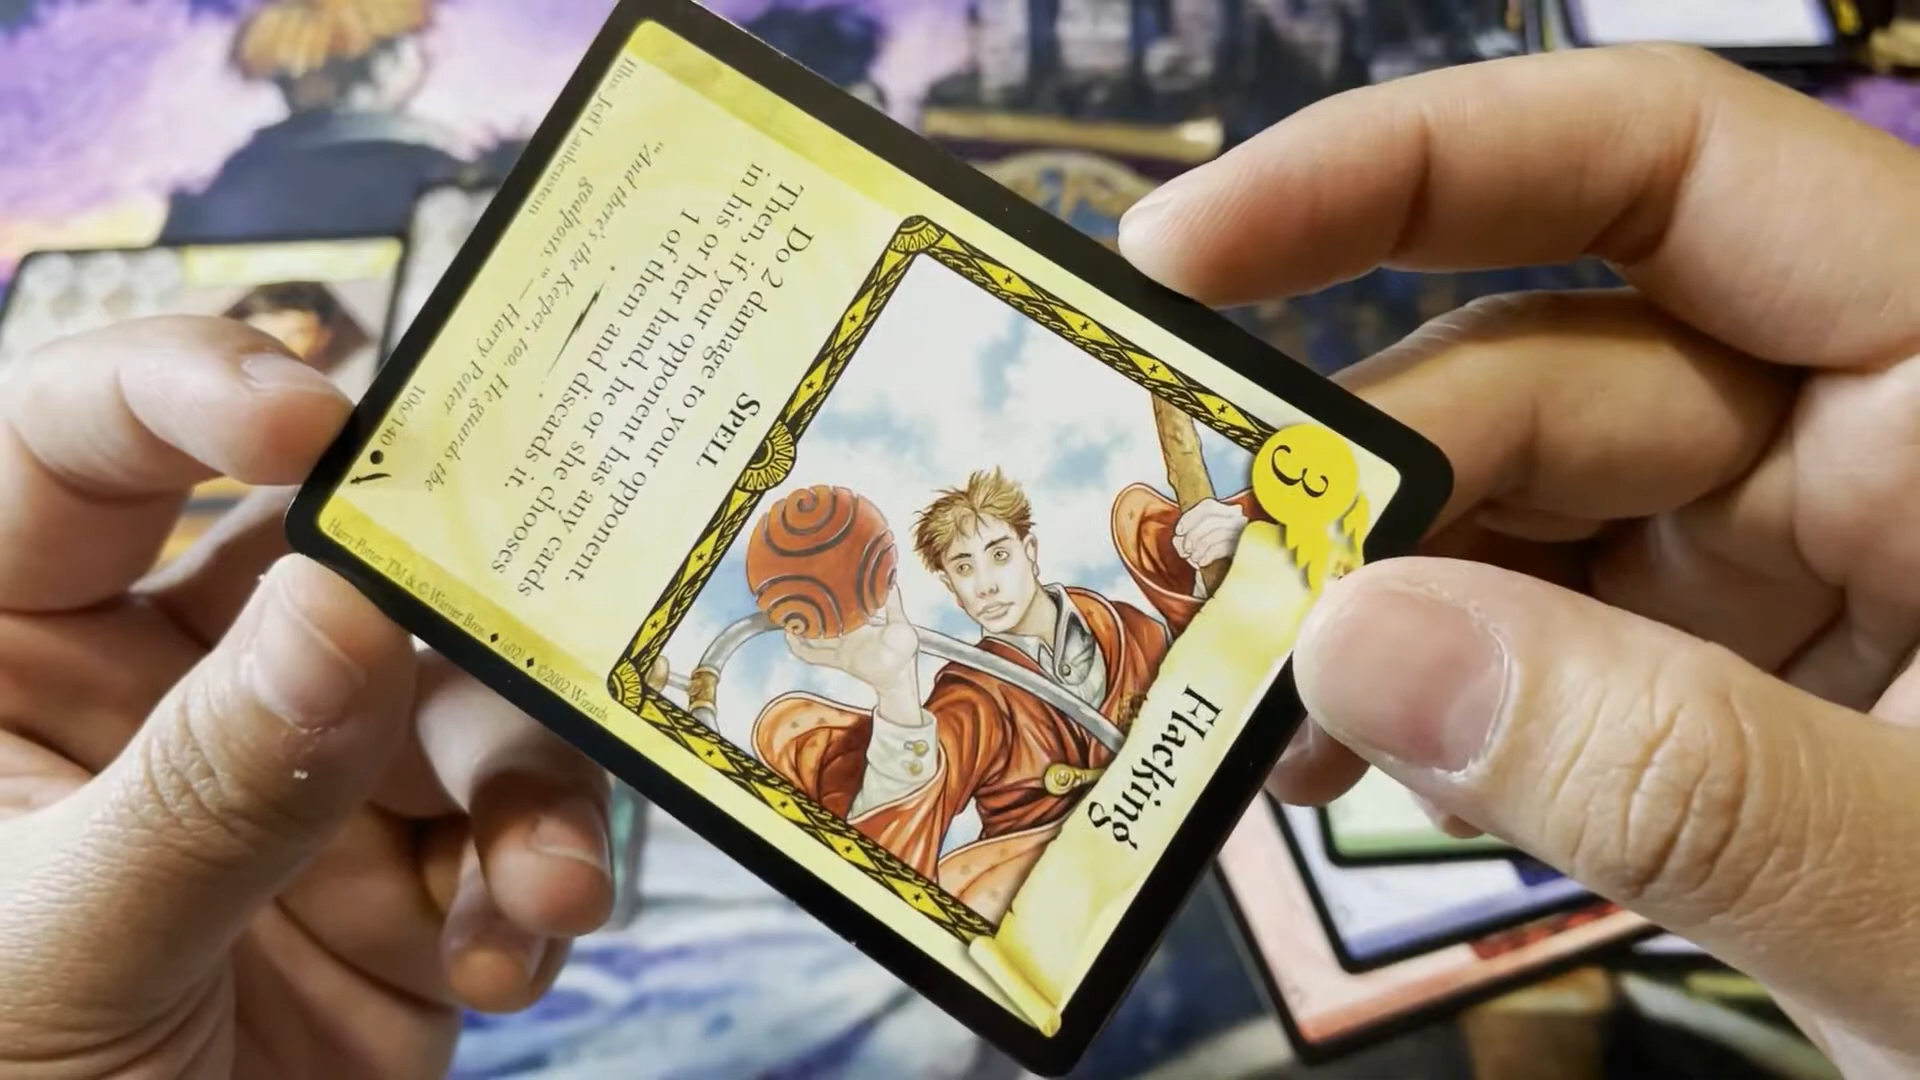 Flacking
3
SPELL
Do 2 damage to your opponent.
Then, if your opponent has any cards
in his or her hand, he or she chooses
1 of them and discards it.
"And there's the Keeper, too. He guards the
goalposts." — Harry Potter
Illus. Jeff Laubenstein
106/140
Harry Potter TM & © Warner Bros. ♦ (s02) ♦ ©2002 Wizards